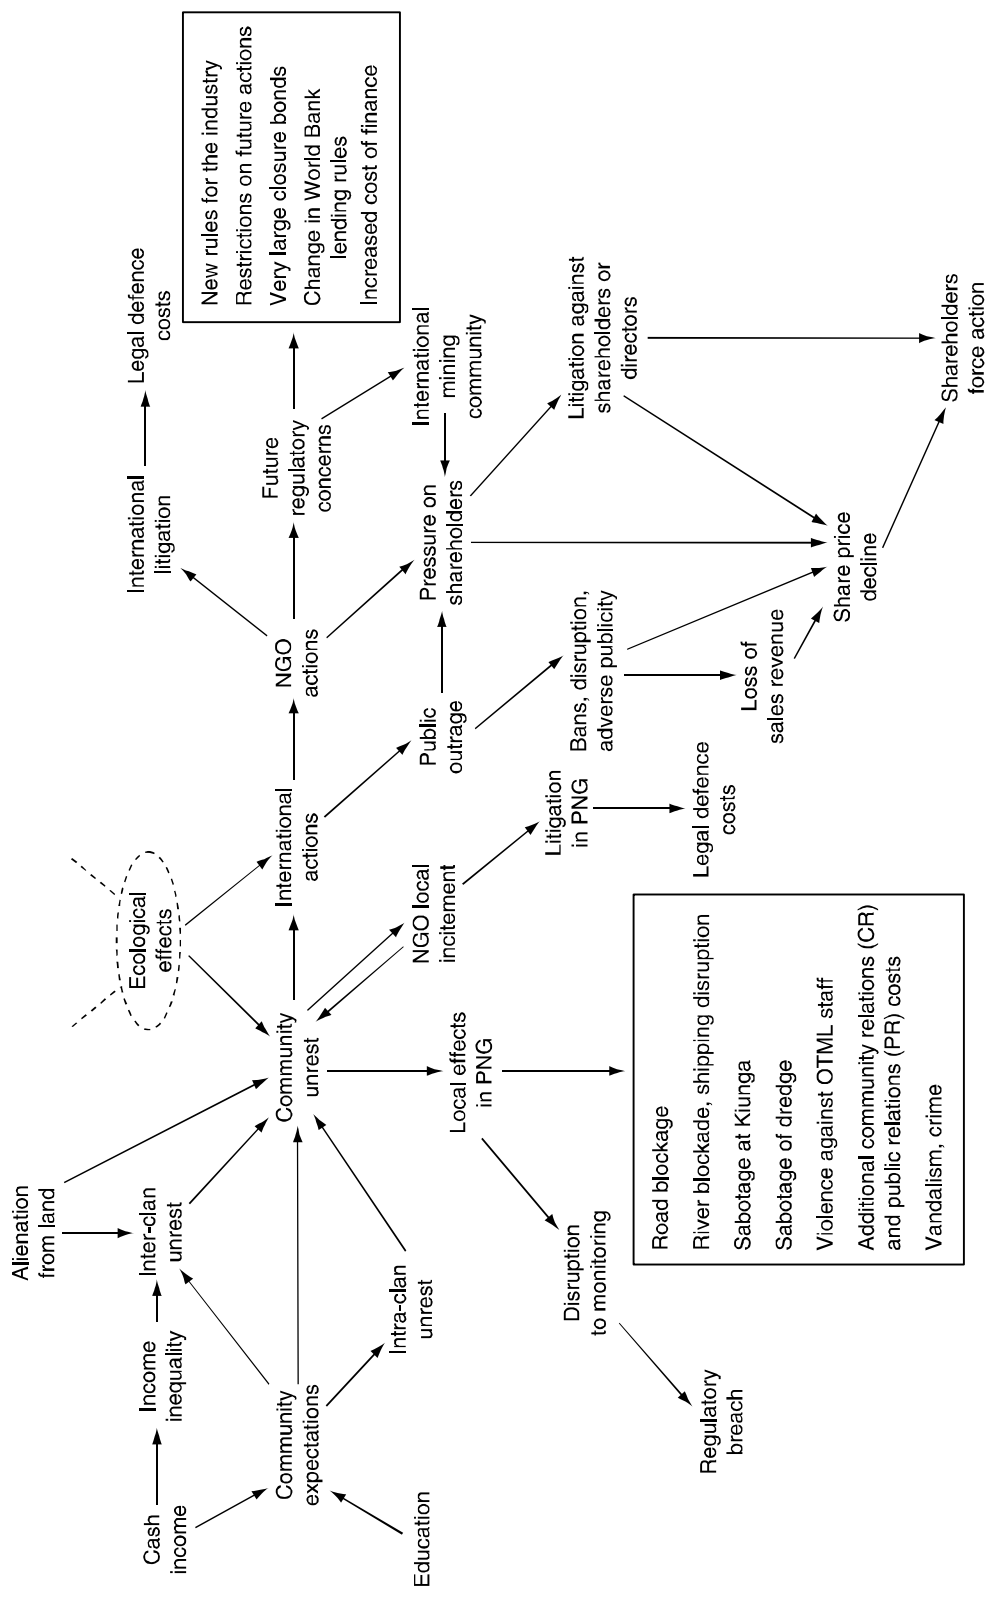 Alienation
from land
Ecological
effects
International
litigation
Legal defence
costs
Cash
income
Income
inequality
Inter-clan
unrest
New rules for the industry
Restrictions on future actions
Very large closure bonds
Change in World Bank
lending rules
Increased cost of finance
Community
expectations
Community
unrest
International
actions
NGO
actions
Future
regulatory
concerns
Education
Intra-clan
unrest
NGO local
incitement
Public
outrage
Pressure on
shareholders
International
mining
community
Local effects
in PNG
Litigation
in PNG
Bans, disruption,
adverse publicity
Litigation against
shareholders or
directors
Disruption
to monitoring
Regulatory
breach
Legal defence
costs
Loss of
sales revenue
Share price
decline
Shareholders
force action
Road blockage
River blockade, shipping disruption
Sabotage at Kiunga
Sabotage of dredge
Violence against OTML staff
Additional community relations (CR)
and public relations (PR) costs
Vandalism, crime